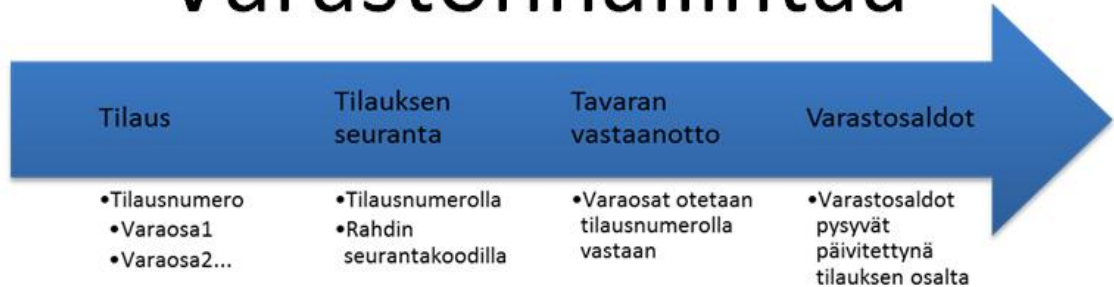 Varastonhallintaa
Tilaus
Tilauksen
seuranta
Tavaran
vastaanotto
Varastosaldot
•Tilausnumero
•Varaosa1
•Varaosa2...
•Tilausnumerolla
•Rahdin
seurantakoodilla
•Varaosat otetaan
tilausnumerolla
vastaan
•Varastosaldot
pysyvät
päivitettynä
tilauksen osalta